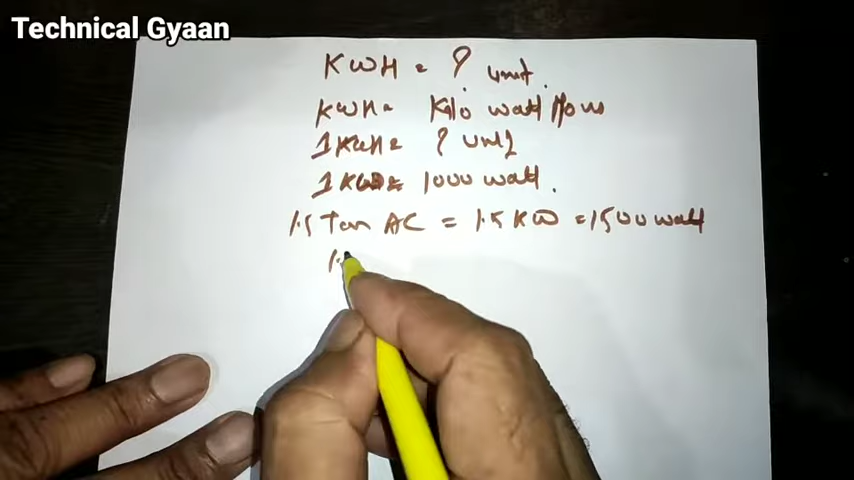 Technical Gyaan
KWH = ? unit.
KWH = Kilo watt Hour
1 KWH = ? unit
1 KW = 1000 watt.
1.5 Ton AC = 1.5 KW = 1500 watt
1.